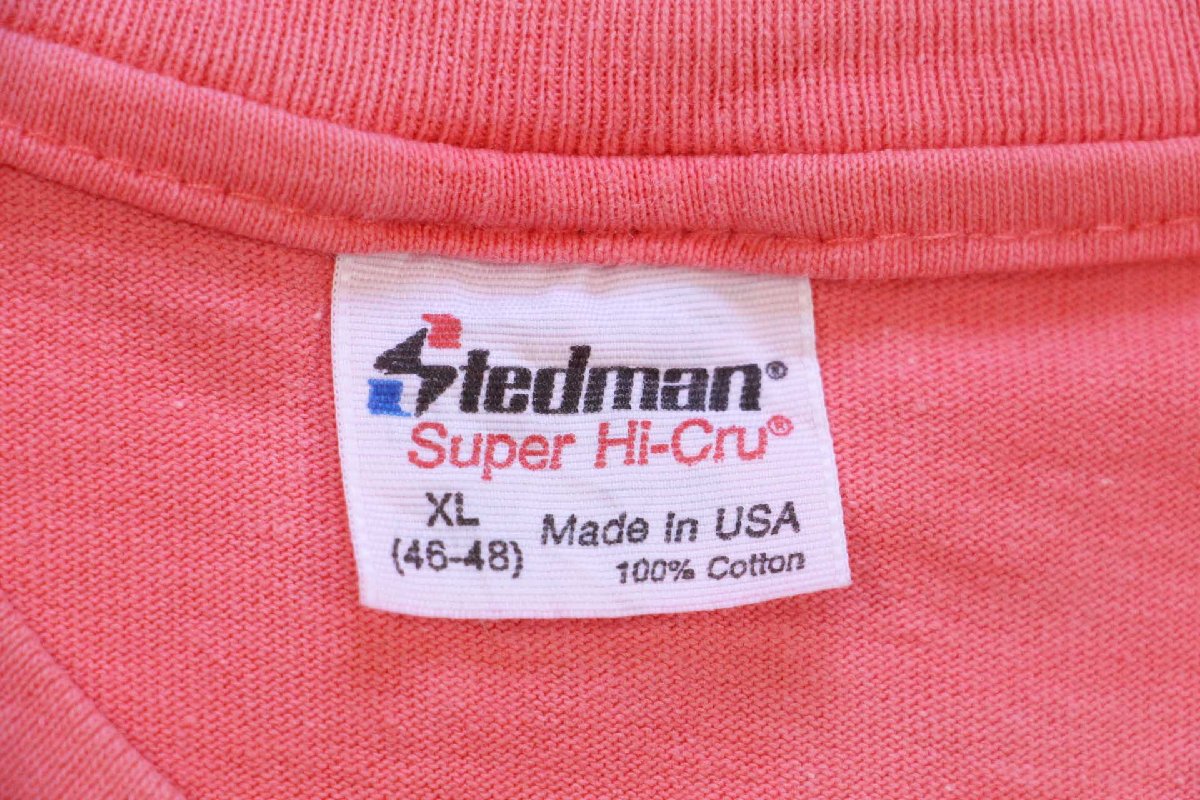 Stedman®
Super Hi-Cru®
XL
(46-48)
Made in USA
100% Cotton